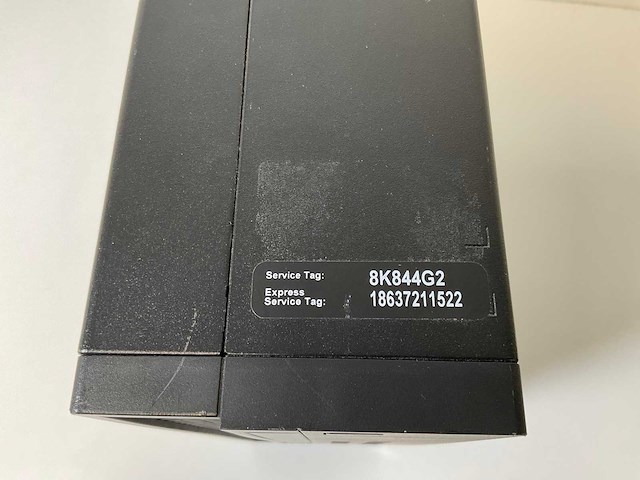 Service Tag: 8K844G2
Express
Service Tag: 18637211522